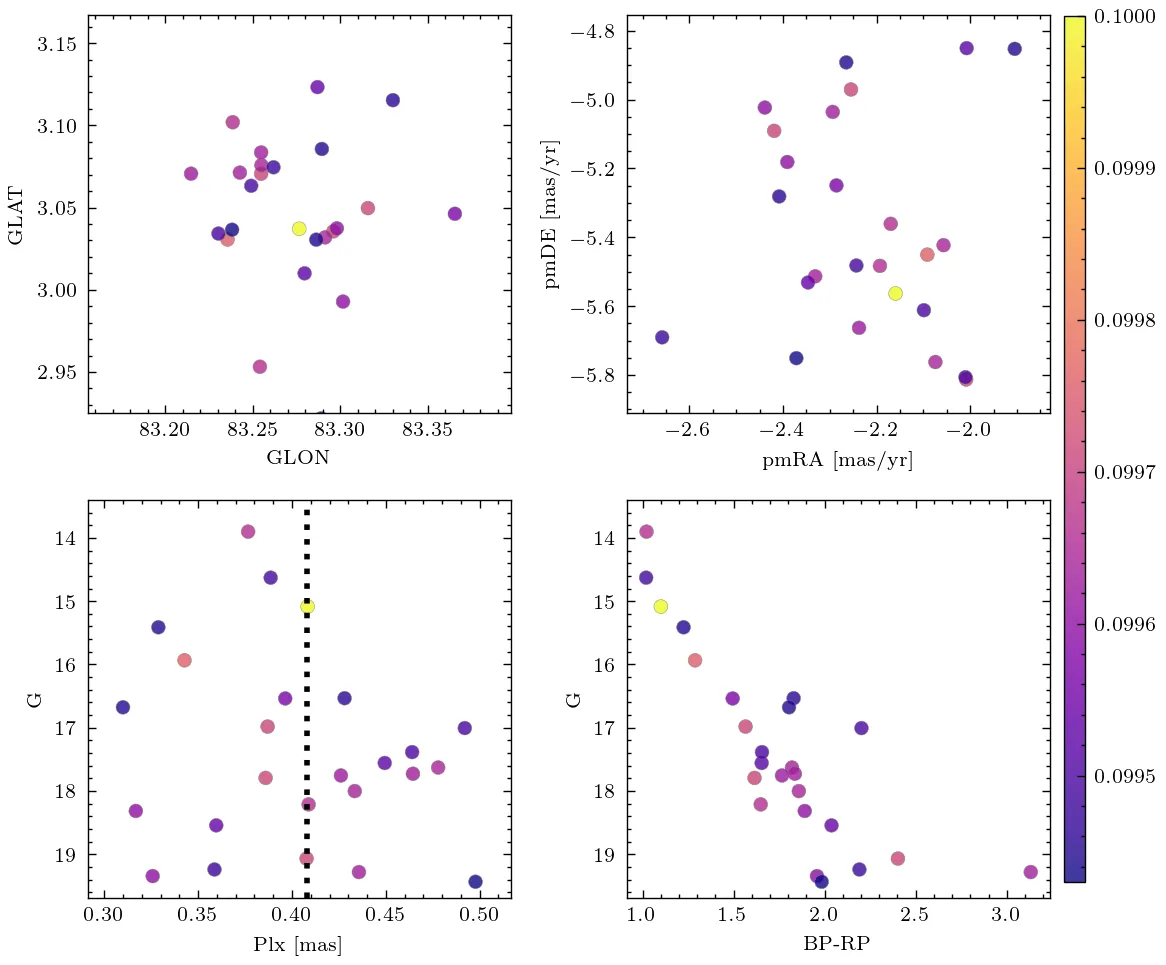 3.15
3.10
3.05
3.00
2.95
GLAT
83.20 83.25 83.30 83.35
GLON
−4.8
−5.0
−5.2
−5.4
−5.6
−5.8
pmDE [mas/yr]
−2.6 −2.4 −2.2 −2.0
pmRA [mas/yr]
0.1000
0.0999
0.0998
0.0997
0.0996
0.0995
14
15
16
17
18
19
G
0.30 0.35 0.40 0.45 0.50
Plx [mas]
14
15
16
17
18
19
G
1.0 1.5 2.0 2.5 3.0
BP-RP